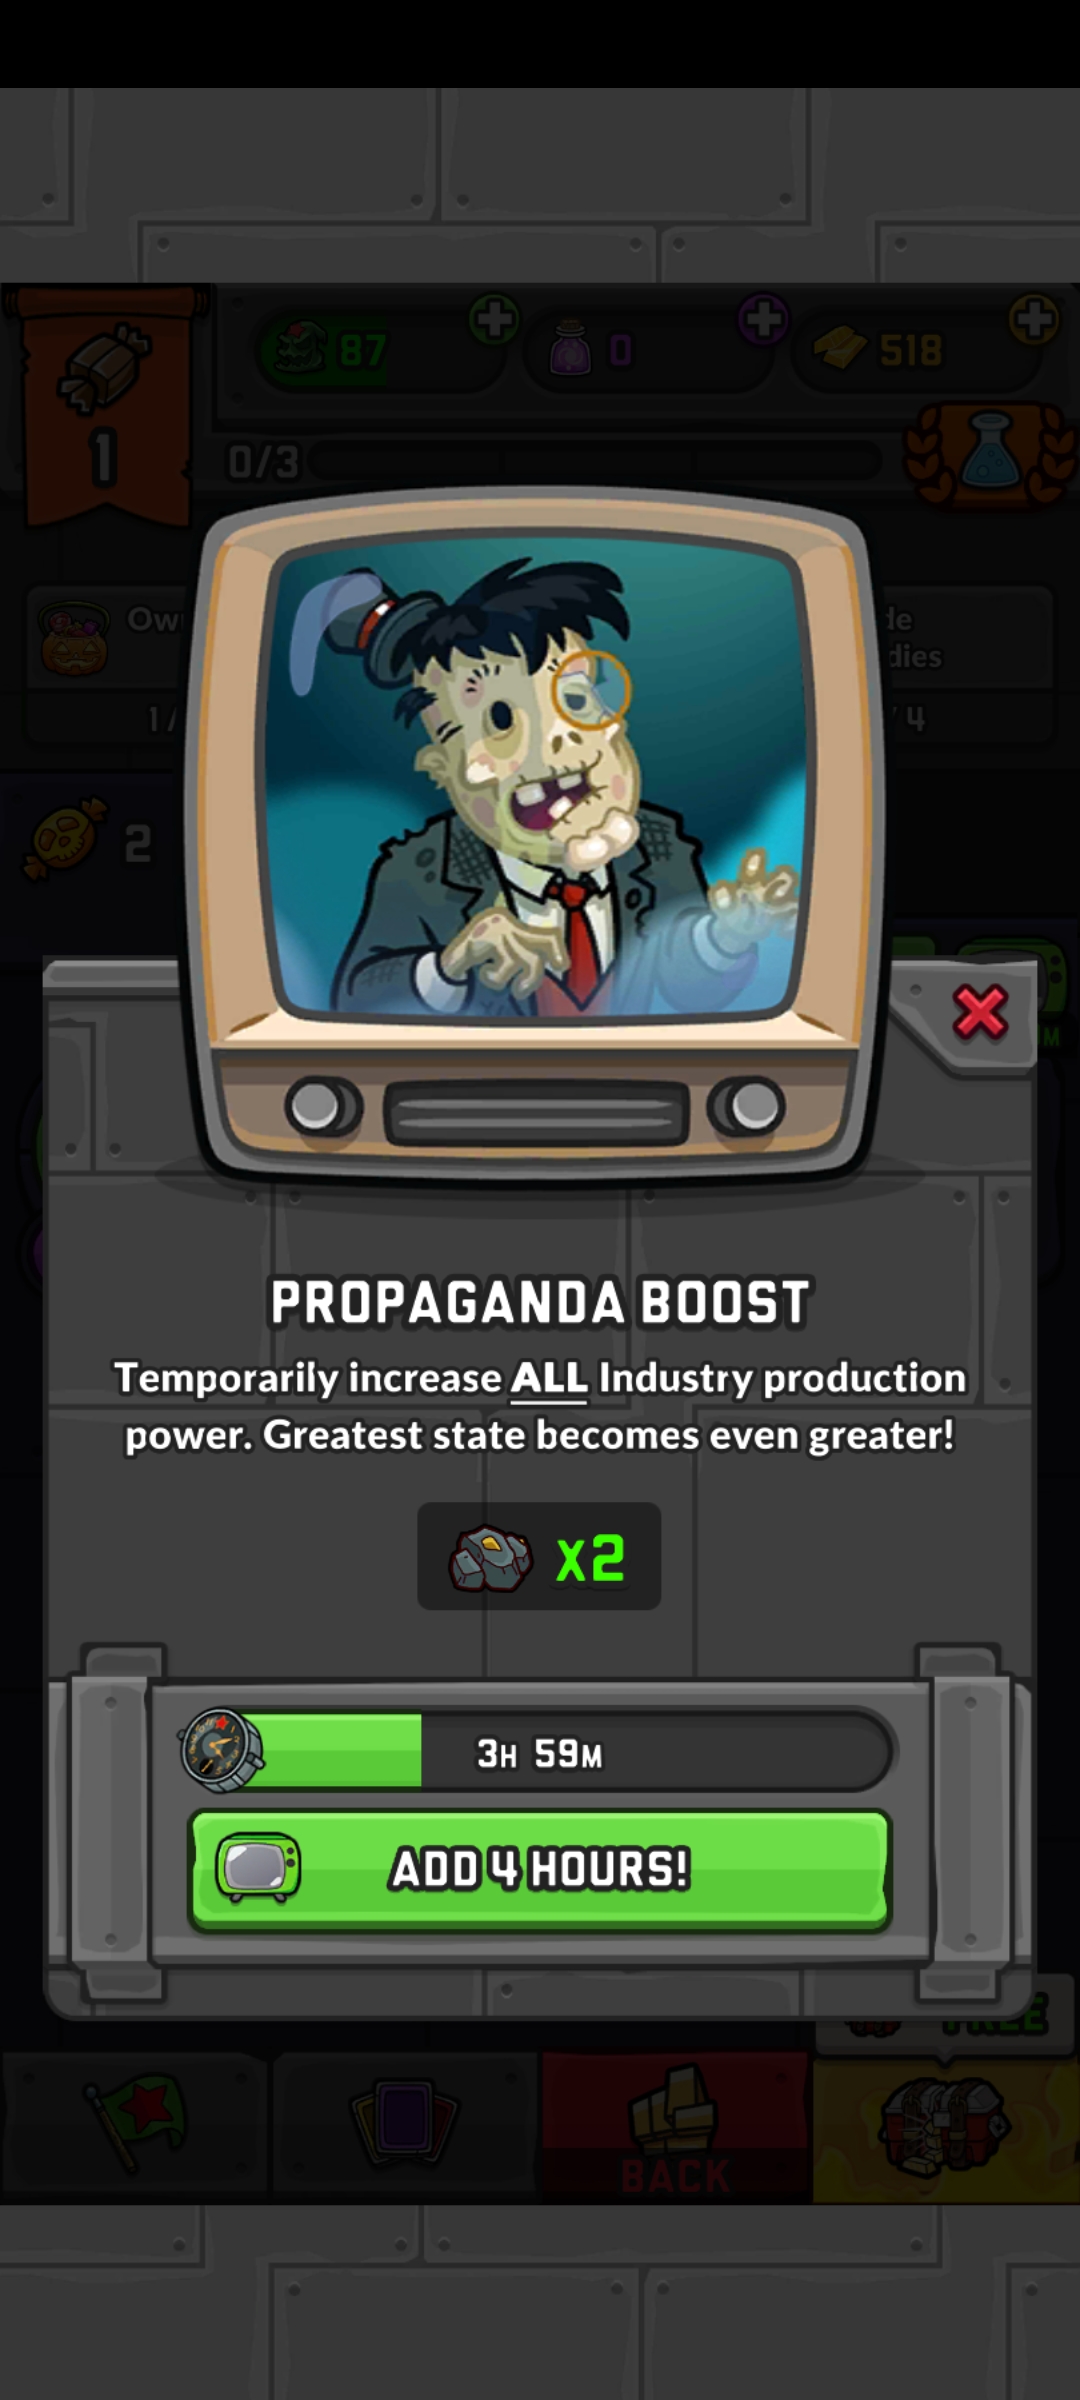 87
0
518
1
0/3
2
PROPAGANDA BOOST
Temporarily increase ALL Industry production
power. Greatest state becomes even greater!
X2
3H 59M
ADD 4 HOURS!
FREE
BACK